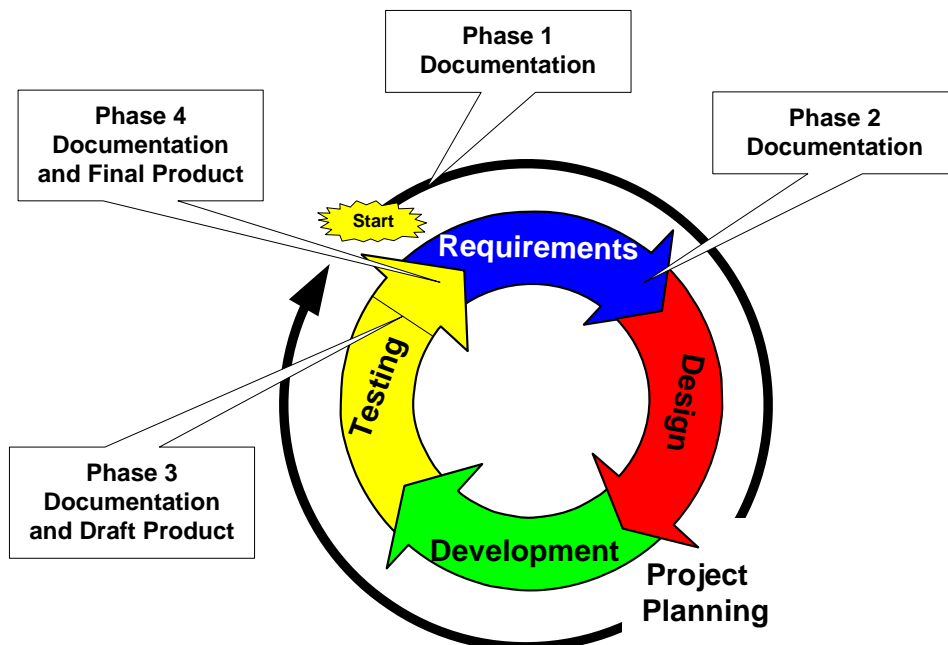 Phase 1
Documentation
Phase 4
Documentation
and Final Product
Phase 2
Documentation
Start
Requirements
Design
Testing
Development
Phase 3
Documentation
and Draft Product
Project
Planning